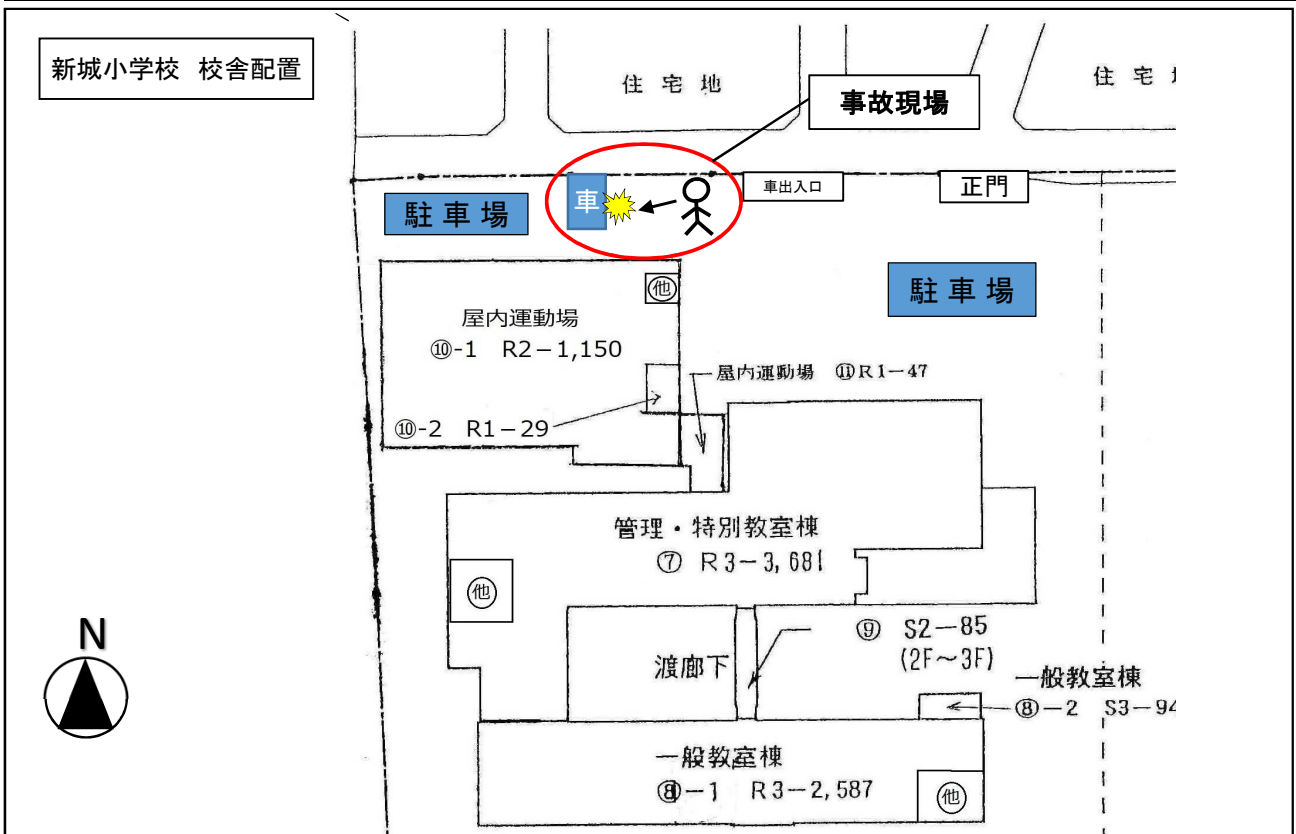 新城小学校 校舎配置
住宅地
住宅
事故現場
車出入口
正門
駐車場
車
駐車場
他
屋内運動場
⑩-1 R2－1,150
屋内運動場 ⑪R1－47
⑩-2 R1－29
管理・特別教室棟
⑦ R3－3,681
他
⑨ S2－85
(2F～3F)
渡廊下
一般教室棟
⑧－2 S3－94
一般教室棟
⑧－1 R3－2,587
他
N